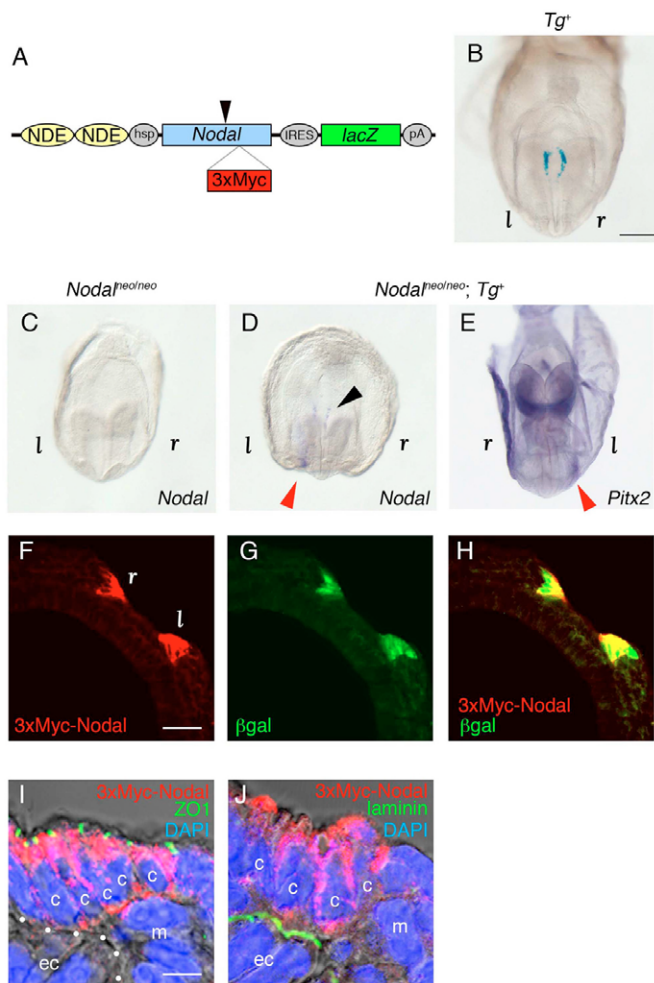 A
NDE NDE hsp Nodal IRES lacZ pA
3xMyc
Tg⁺
B
l r
Nodalⁿᵉᵒ/ⁿᵉᵒ
Nodalⁿᵉᵒ/ⁿᵉᵒ; Tg⁺
C
l r
Nodal
D
l r
Nodal
E
r l
Pitx2
F
r
l
3xMyc-Nodal
G
βgal
H
3xMyc-Nodal
βgal
I 3xMyc-Nodal
ZO1
DAPI
c c c c
m
ec
J 3xMyc-Nodal
laminin
DAPI
c c c
m
ec